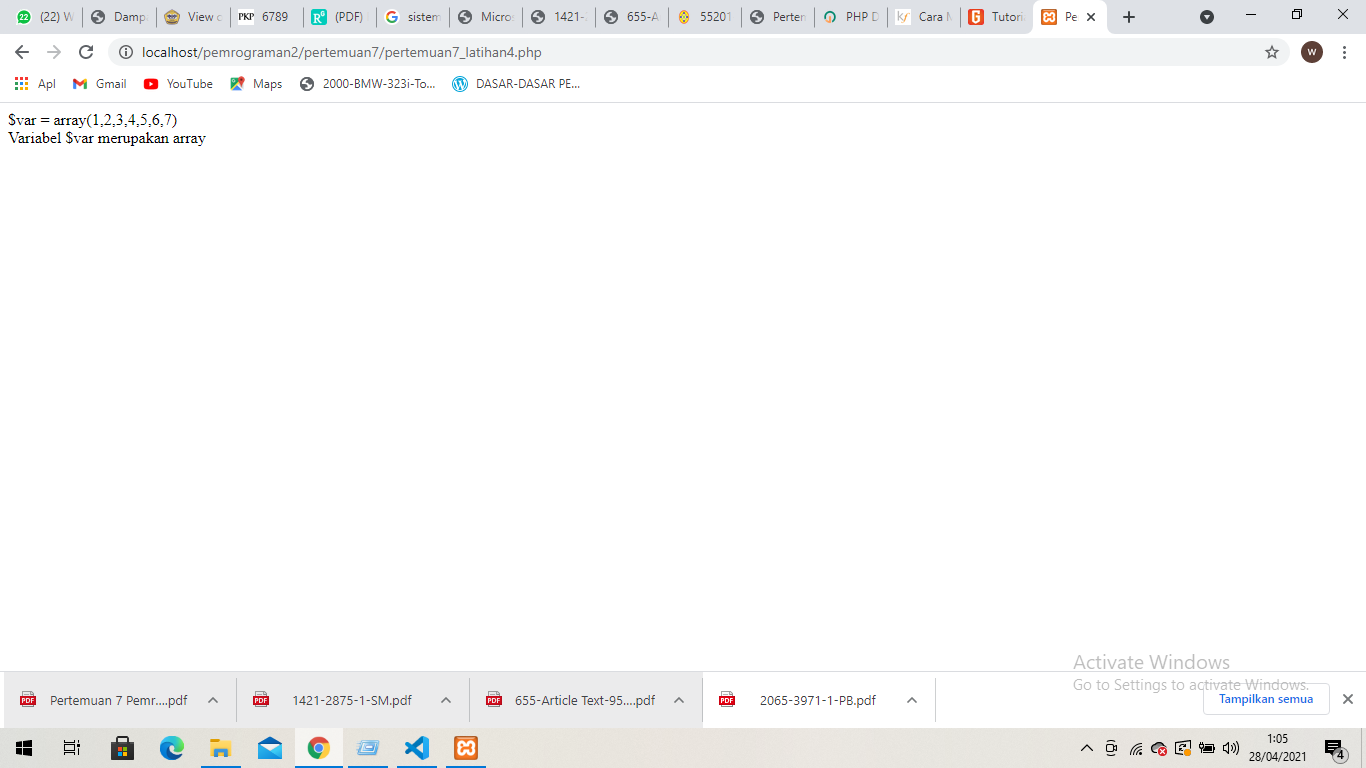 (22) W Damp View c PKP 6789 R⁶ (PDF) sistem Micros 1421- 655-A 55201 Perten PHP D kf Cara M Tutori Pe
localhost/pemrograman2/pertemuan7/pertemuan7_latihan4.php W
Apl Gmail YouTube Maps 2000-BMW-323i-To... DASAR-DASAR PE...
$var = array(1,2,3,4,5,6,7)
Variabel $var merupakan array
Activate Windows
Go to Settings to activate Windows.
Pertemuan 7 Pemr....pdf 1421-2875-1-SM.pdf 655-Article Text-95....pdf 2065-3971-1-PB.pdf Tampilkan semua
1:05
28/04/2021 4